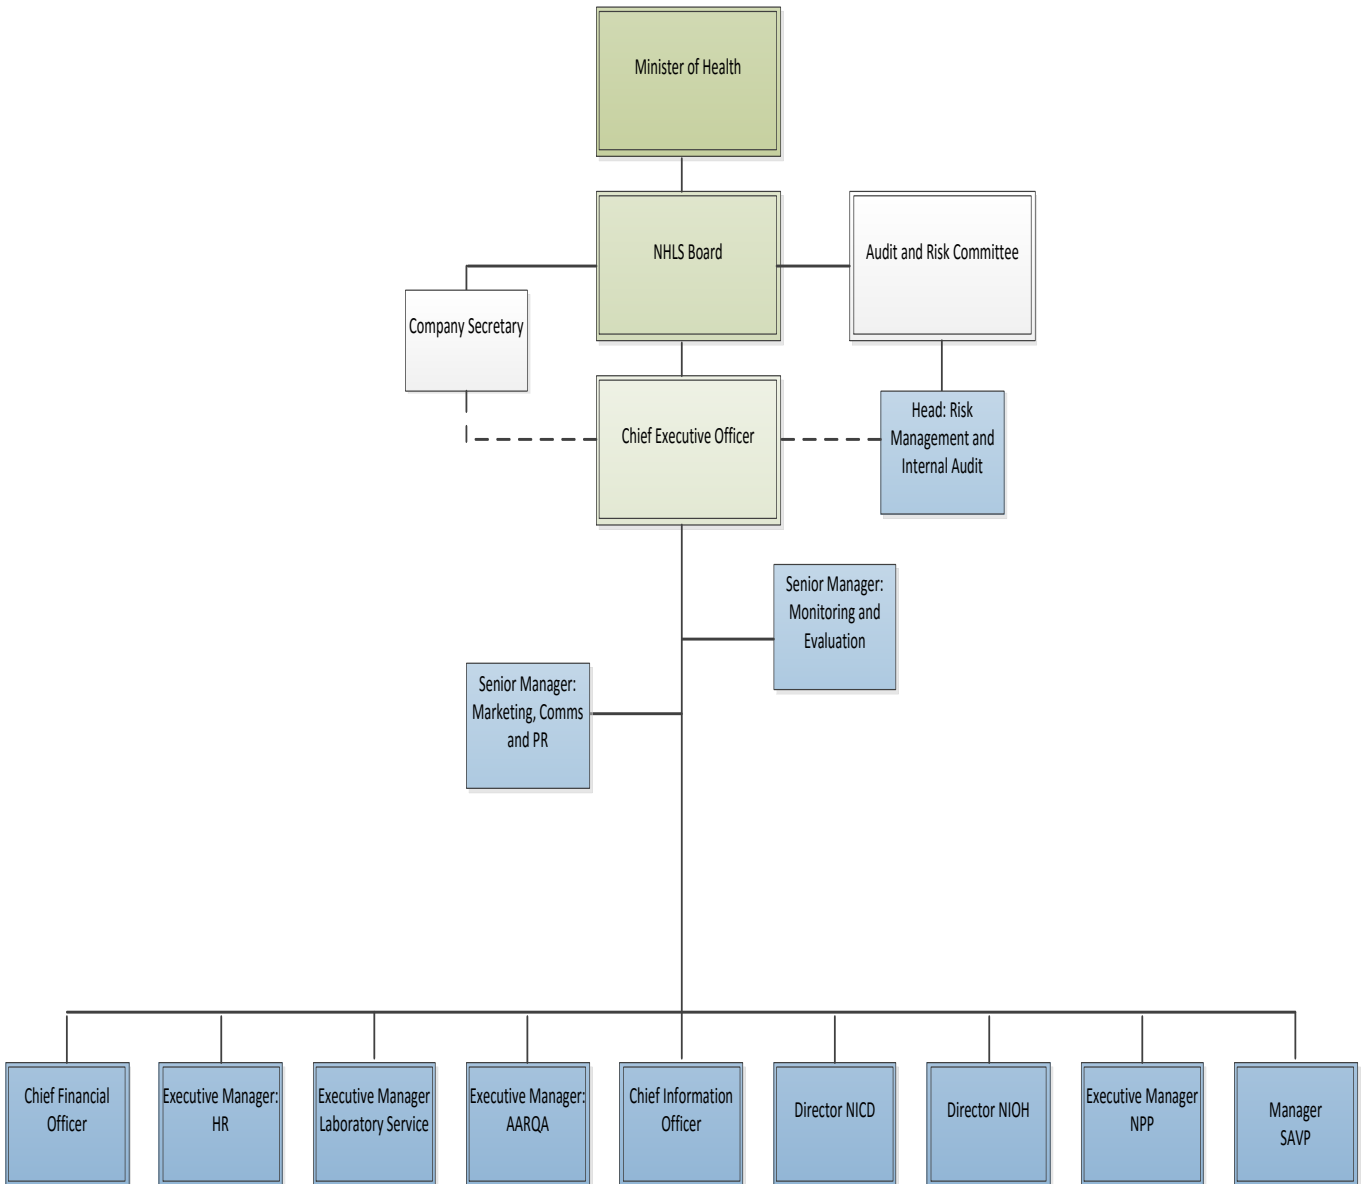 Minister of Health
NHLS Board
Audit and Risk Committee
Company Secretary
Chief Executive Officer
Head: Risk
Management and
Internal Audit
Senior Manager:
Monitoring and
Evaluation
Senior Manager:
Marketing, Comms
and PR
Chief Financial
Officer
Executive Manager:
HR
Executive Manager
Laboratory Service
Executive Manager:
AARQA
Chief Information
Officer
Director NICD
Director NIOH
Executive Manager
NPP
Manager
SAVP